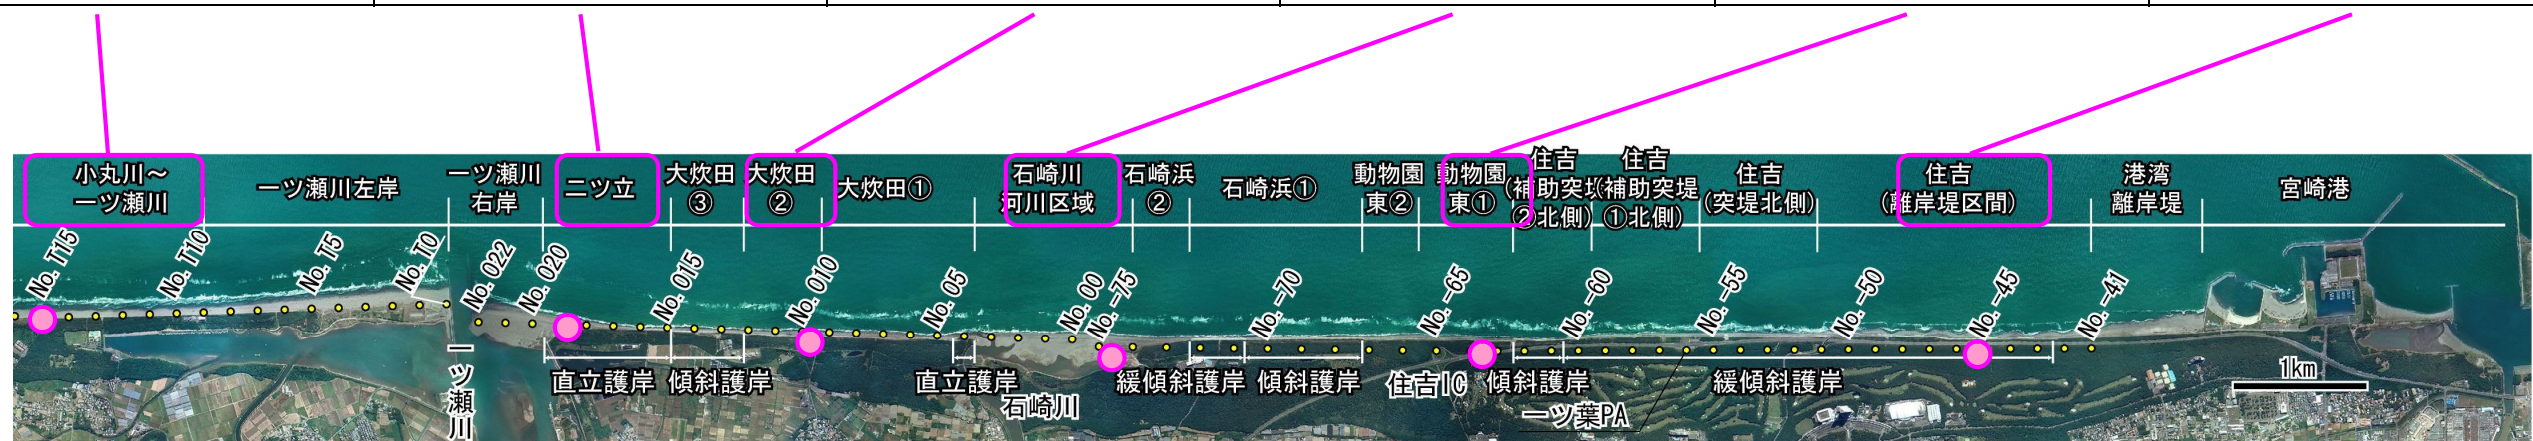 小丸川～
一ツ瀬川
一ツ瀬川左岸
一ツ瀬川
右岸
二ツ立
大炊田
③
大炊田
②
大炊田①
石崎川
河川区域
石崎浜
②
石崎浜①
動物園
東②
動物園
東①
住吉
(補助突堤
②北側)
住吉
(補助突堤
①北側)
住吉
(突堤北側)
住吉
(離岸堤区間)
港湾
離岸堤
宮崎港
No. T15
No. T10
No. T5
No. T0
No. 022
No. 020
No. 015
No. 010
No. 05
No. 00
No. -75
No. -70
No. -65
No. -60
No. -55
No. -50
No. -45
No. -41
一ツ瀬川
直立護岸
傾斜護岸
直立護岸
石崎川
緩傾斜護岸
傾斜護岸
住吉IC
傾斜護岸
一ツ葉PA
緩傾斜護岸
1km